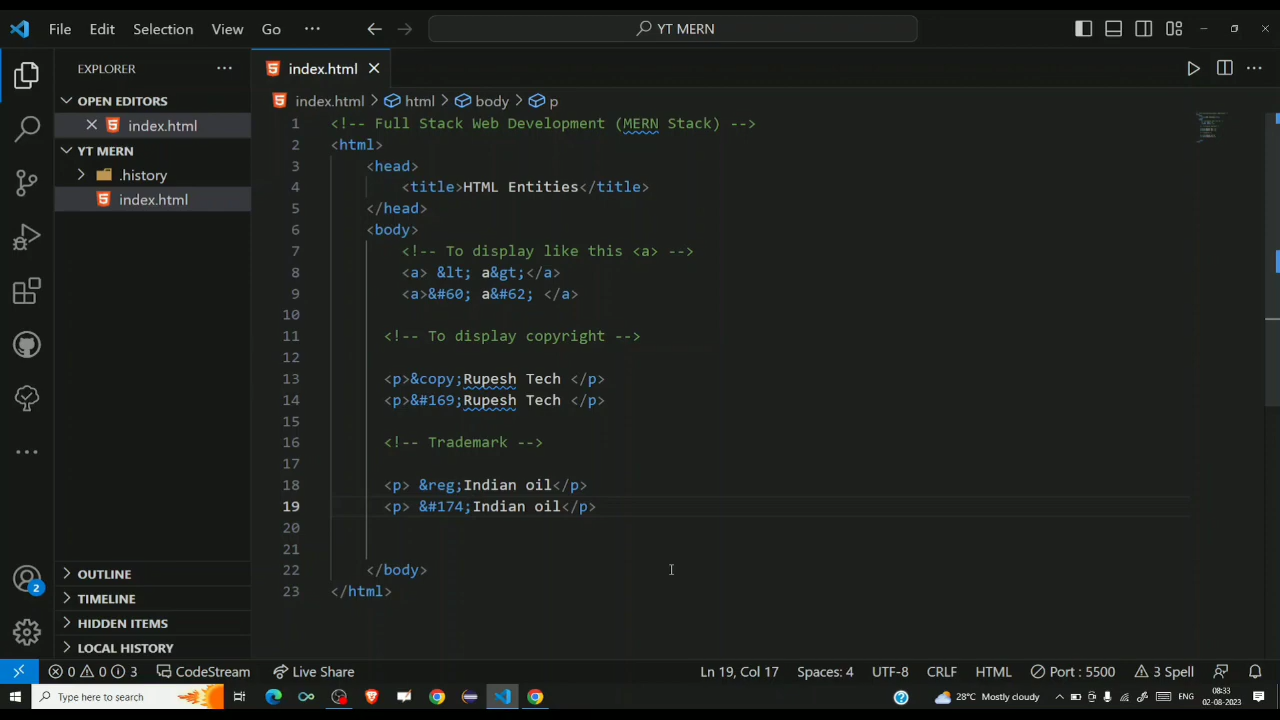 File Edit Selection View Go ··· YT MERN
EXPLORER ···
index.html
OPEN EDITORS
index.html > html > body > p
index.html
YT MERN
.history
index.html
1 <!-- Full Stack Web Development (MERN Stack) -->
2 <html>
3 <head>
4 <title>HTML Entities</title>
5 </head>
6 <body>
7 <!-- To display like this <a> -->
8 <a> &lt; a&gt;</a>
9 <a>&#60; a&#62; </a>
10
11 <!-- To display copyright -->
12
13 <p>&copy;Rupesh Tech </p>
14 <p>&#169;Rupesh Tech </p>
15
16 <!-- Trademark -->
17
18 <p> &reg;Indian oil</p>
19 <p> &#174;Indian oil</p>
20
21
22 </body>
23 </html>
OUTLINE
2
TIMELINE
HIDDEN ITEMS
LOCAL HISTORY
0 0 3 CodeStream Live Share Ln 19, Col 17 Spaces: 4 UTF-8 CRLF HTML Port : 5500 3 Spell
Type here to search 28°C Mostly cloudy ENG 08:33
02-08-2023